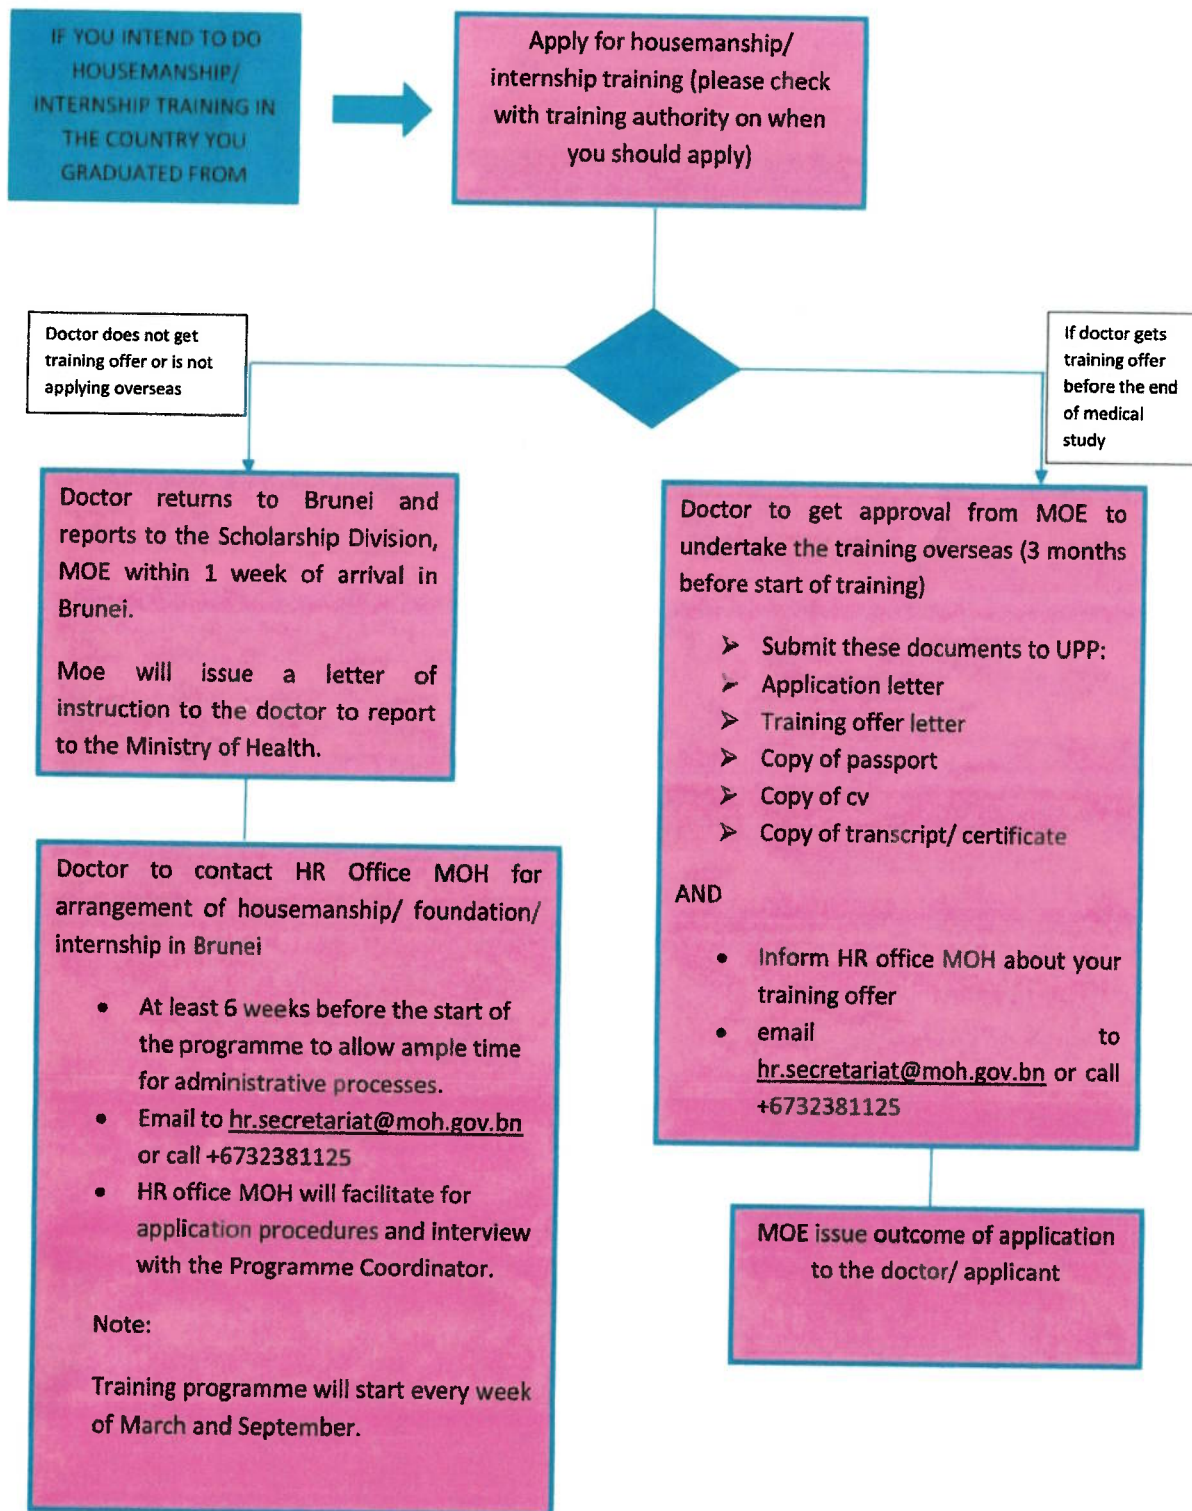 IF YOU INTEND TO DO
HOUSEMANSHIP/
INTERNSHIP TRAINING IN
THE COUNTRY YOU
GRADUATED FROM
Apply for housemanship/
internship training (please check
with training authority on when
you should apply)
Doctor does not get
training offer or is not
applying overseas
If doctor gets
training offer
before the end
of medical
study
Doctor returns to Brunei and
reports to the Scholarship Division,
MOE within 1 week of arrival in
Brunei.
Moe will issue a letter of
instruction to the doctor to report
to the Ministry of Health.
Doctor to contact HR Office MOH for
arrangement of housemanship/ foundation/
internship in Brunei
• At least 6 weeks before the start of
the programme to allow ample time
for administrative processes.
• Email to hr.secretariat@moh.gov.bn
or call +6732381125
• HR office MOH will facilitate for
application procedures and interview
with the Programme Coordinator.
Note:
Training programme will start every week
of March and September.
Doctor to get approval from MOE to
undertake the training overseas (3 months
before start of training)
➢ Submit these documents to UPP:
➢ Application letter
➢ Training offer letter
➢ Copy of passport
➢ Copy of cv
➢ Copy of transcript/ certificate
AND
• Inform HR office MOH about your
training offer
• email to
hr.secretariat@moh.gov.bn or call
+6732381125
MOE issue outcome of application
to the doctor/ applicant